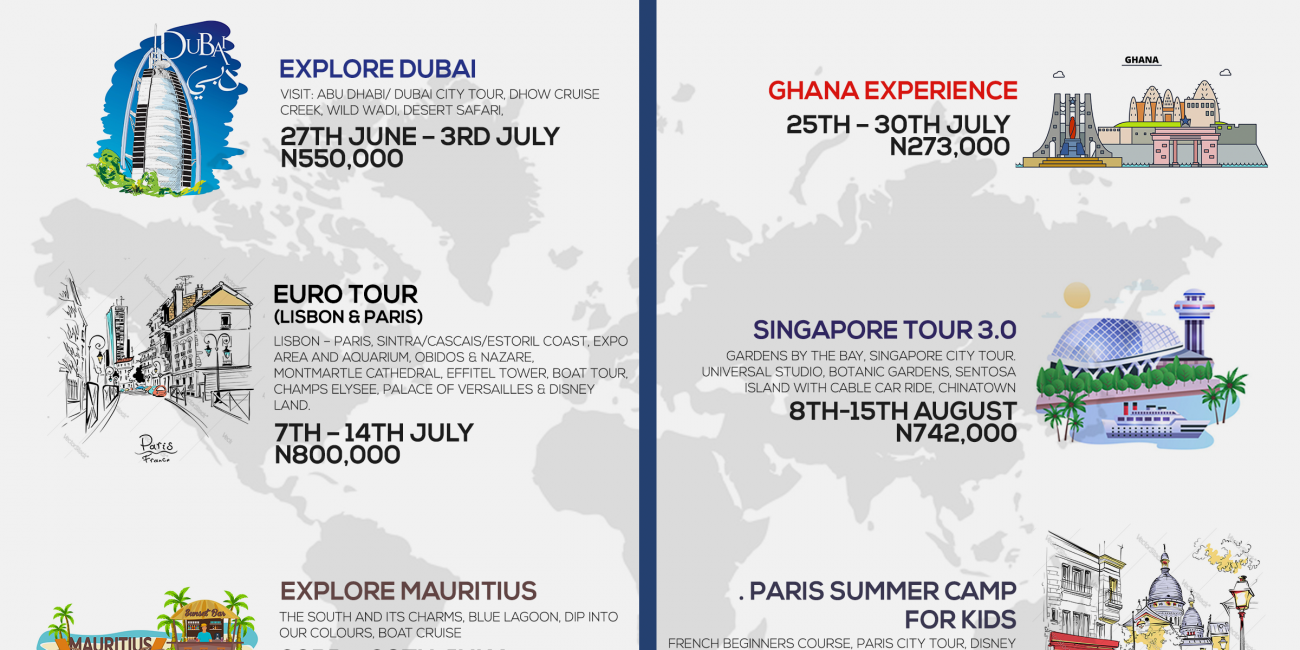 DUBAI
دبي
EXPLORE DUBAI
VISIT: ABU DHABI/ DUBAI CITY TOUR, DHOW CRUISE
CREEK, WILD WADI, DESERT SAFARI,
27TH JUNE – 3RD JULY
N550,000
EURO TOUR
(LISBON & PARIS)
LISBON – PARIS, SINTRA/CASCAIS/ESTORIL COAST, EXPO
AREA AND AQUARIUM, OBIDOS & NAZARE,
MONTMARTLE CATHEDRAL, EFFITEL TOWER, BOAT TOUR,
CHAMPS ELYSEE, PALACE OF VERSAILLES & DISNEY
LAND.
7TH – 14TH JULY
N800,000
Paris
France
EXPLORE MAURITIUS
THE SOUTH AND ITS CHARMS, BLUE LAGOON, DIP INTO
OUR COLOURS, BOAT CRUISE
Sunset Bar
MAURITIUS
GHANA
GHANA EXPERIENCE
25TH – 30TH JULY
N273,000
SINGAPORE TOUR 3.0
GARDENS BY THE BAY, SINGAPORE CITY TOUR.
UNIVERSAL STUDIO, BOTANIC GARDENS, SENTOSA
ISLAND WITH CABLE CAR RIDE, CHINATOWN
8TH–15TH AUGUST
N742,000
. PARIS SUMMER CAMP
FOR KIDS
FRENCH BEGINNERS COURSE, PARIS CITY TOUR, DISNEY